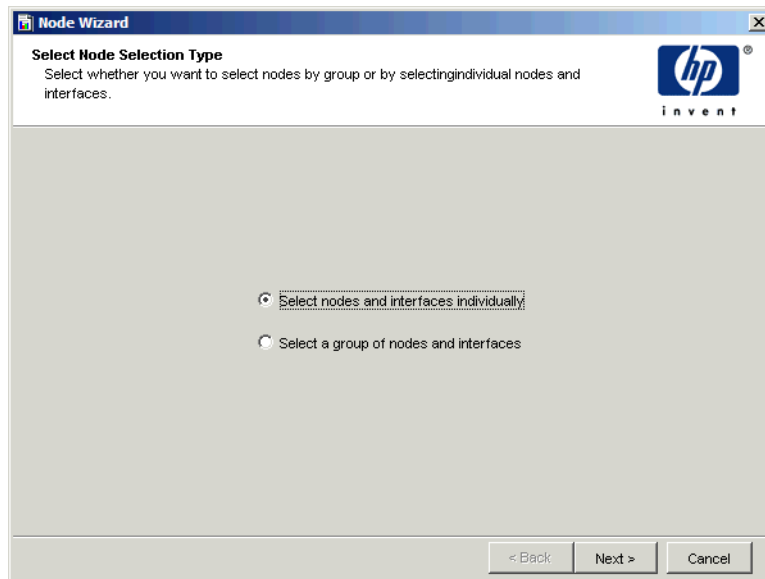 Node Wizard
Select Node Selection Type
Select whether you want to select nodes by group or by selectingindividual nodes and
interfaces.
hp
®
invent
Select nodes and interfaces individually
Select a group of nodes and interfaces
< Back
Next >
Cancel